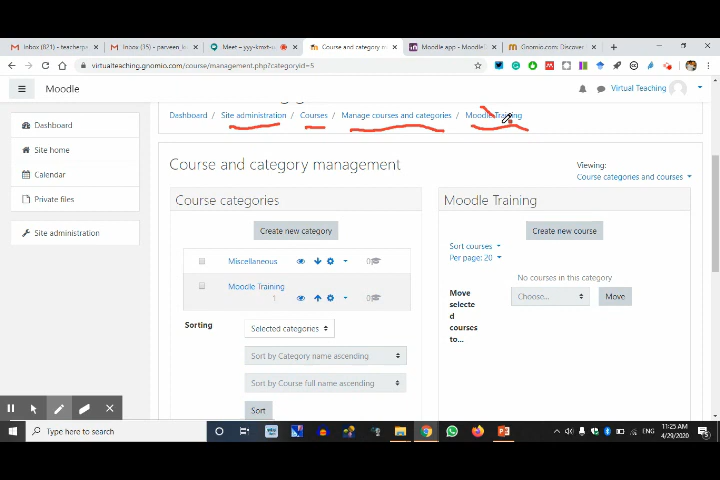 Inbox (821) - teacherp
Inbox (35) - parveen
Meet – yyy-kmxt-
Course and category m
Moodle app - Moodle
Gnomio.com: Discover
virtualteaching.gnomio.com/course/management.php?categoryid=5
Moodle
Virtual Teaching
Dashboard / Site administration / Courses / Manage courses and categories / Moodle Training
Dashboard
Site home
Calendar
Private files
Site administration
Course and category management
Viewing:
Course categories and courses
Course categories
Create new category
Miscellaneous
0
Moodle Training
1
0
Sorting
Selected categories
Sort by Category name ascending
Sort by Course full name ascending
Sort
Moodle Training
Create new course
Sort courses
Per page: 20
No courses in this category
Move
selecte
d
courses
to...
Choose...
Move
Type here to search
ENG
11:25 AM
4/29/2020
5